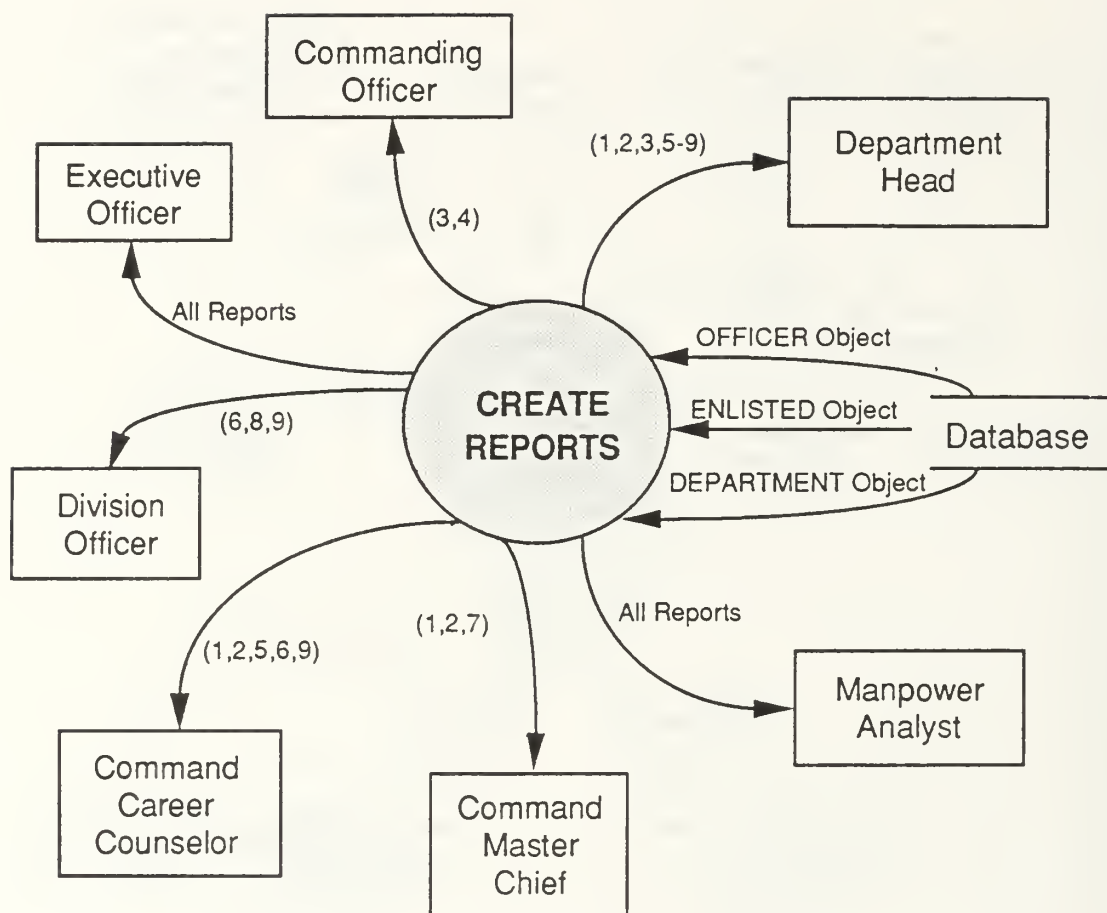 Commanding
Officer
(1,2,3,5-9)
Department
Head
Executive
Officer
(3,4)
All Reports
OFFICER Object
CREATE
REPORTS
ENLISTED Object
Database
(6,8,9)
DEPARTMENT Object
Division
Officer
(1,2,5,6,9)
(1,2,7)
All Reports
Manpower
Analyst
Command
Career
Counselor
Command
Master
Chief